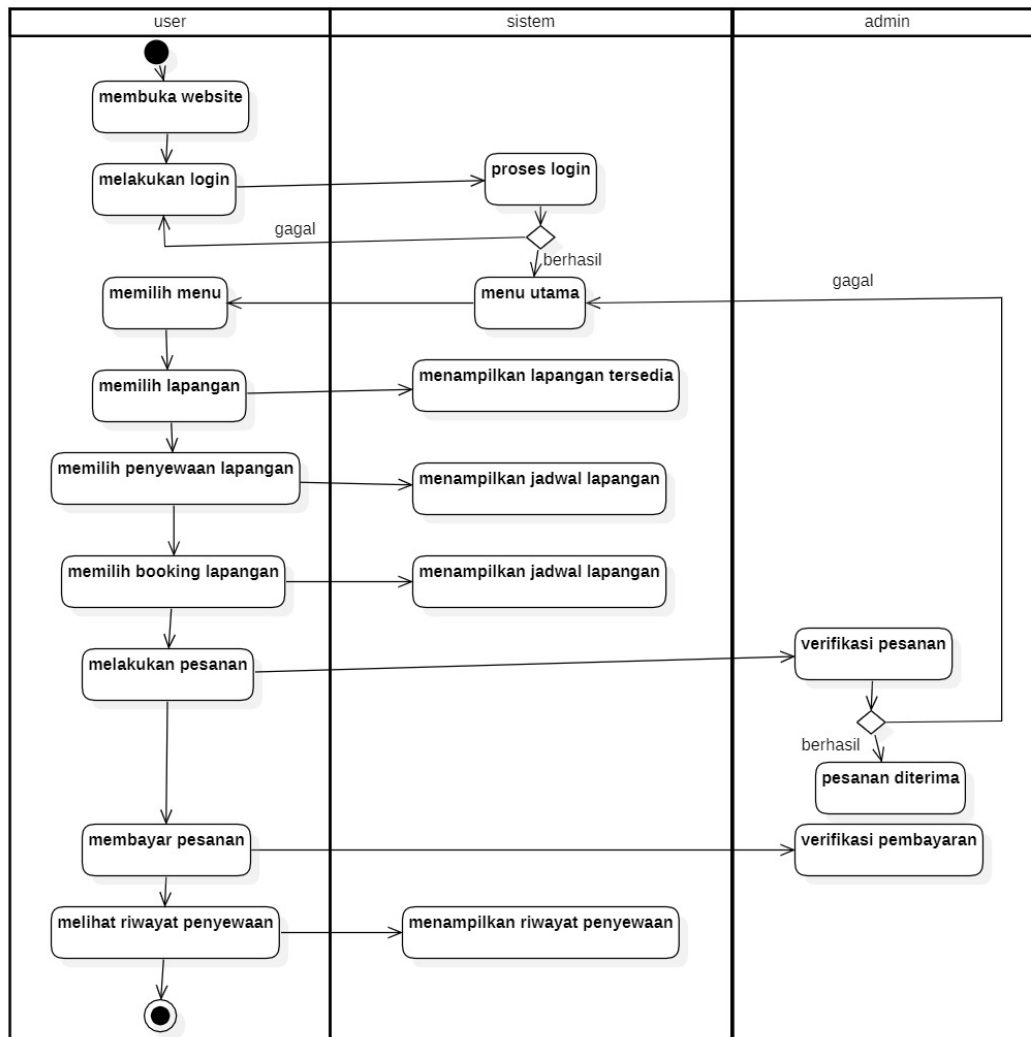 user
sistem
admin
membuka website
melakukan login
proses login
gagal
berhasil
memilih menu
menu utama
gagal
memilih lapangan
menampilkan lapangan tersedia
memilih penyewaan lapangan
menampilkan jadwal lapangan
memilih booking lapangan
menampilkan jadwal lapangan
melakukan pesanan
verifikasi pesanan
berhasil
pesanan diterima
membayar pesanan
verifikasi pembayaran
melihat riwayat penyewaan
menampilkan riwayat penyewaan